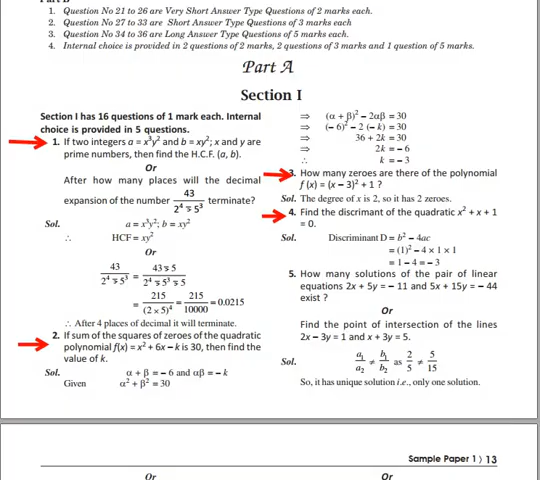 Part B
1. Question No 21 to 26 are Very Short Answer Type Questions of 2 marks each.
2. Question No 27 to 33 are Short Answer Type Questions of 3 marks each
3. Question No 34 to 36 are Long Answer Type Questions of 5 marks each.
4. Internal choice is provided in 2 questions of 2 marks, 2 questions of 3 marks and 1 question of 5 marks.
Part A
Section I
Section I has 16 questions of 1 mark each. Internal
choice is provided in 5 questions.
1. If two integers a = x³y² and b = xy²; x and y are
prime numbers, then find the H.C.F. (a, b).
Or
After how many places will the decimal
expansion of the number 43/(2⁴ × 5³) terminate?
Sol. a = x³y²; b = xy²
∴ HCF = xy²
Or
43/(2⁴ × 5³) = (43 × 5)/(2⁴ × 5³ × 5)
= 215/(2 × 5)⁴ = 215/10000 = 0.0215
∴ After 4 places of decimal it will terminate.
2. If sum of the squares of zeroes of the quadratic
polynomial f(x) = x² + 6x – k is 30, then find the
value of k.
Sol. α + β = – 6 and αβ = – k
Given α² + β² = 30
⇒ (α + β)² – 2αβ = 30
⇒ (– 6)² – 2 (– k) = 30
⇒ 36 + 2k = 30
⇒ 2k = – 6
∴ k = – 3
3. How many zeroes are there of the polynomial
f (x) = (x – 3)² + 1 ?
Sol. The degree of x is 2, so it has 2 zeroes.
4. Find the discrimant of the quadratic x² + x + 1
= 0.
Sol. Discriminant D = b² – 4ac
= (1)² – 4 × 1 × 1
= 1 – 4 = – 3
5. How many solutions of the pair of linear
equations 2x + 5y = – 11 and 5x + 15y = – 44
exist ?
Or
Find the point of intersection of the lines
2x – 3y = 1 and x + 3y = 5.
Sol. a₁/a₂ ≠ b₁/b₂ as 2/5 ≠ 5/15
So, it has unique solution i.e., only one solution.
Sample Paper 1 ) 13
Or
Or